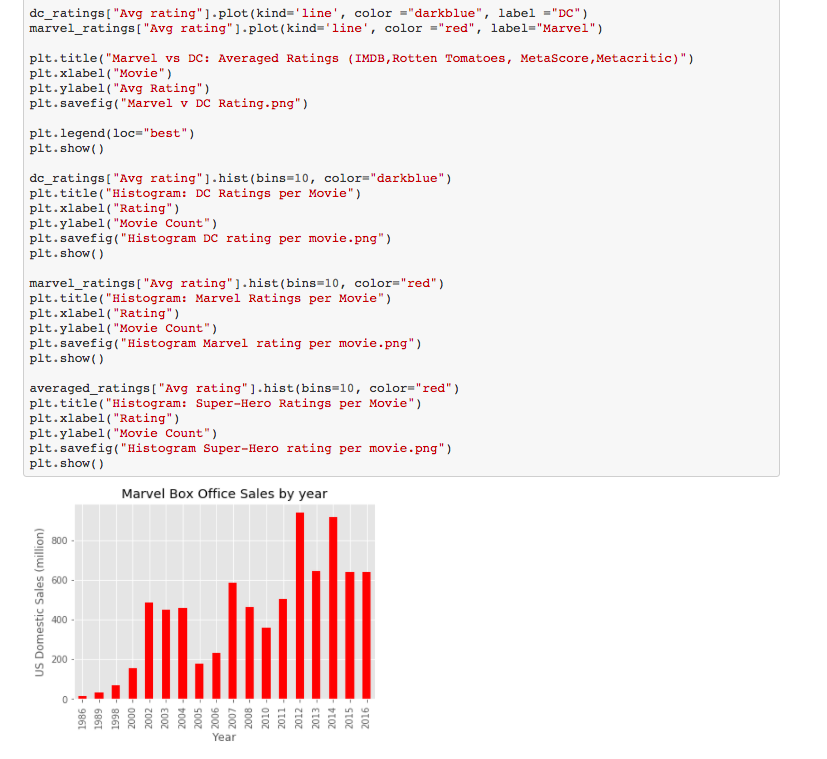 dc_ratings["Avg rating"].plot(kind='line', color ="darkblue", label ="DC")
marvel_ratings["Avg rating"].plot(kind='line', color ="red", label="Marvel")
plt.title("Marvel vs DC: Averaged Ratings (IMDB,Rotten Tomatoes, MetaScore,Metacritic)")
plt.xlabel("Movie")
plt.ylabel("Avg Rating")
plt.savefig("Marvel v DC Rating.png")
plt.legend(loc="best")
plt.show()
dc_ratings["Avg rating"].hist(bins=10, color="darkblue")
plt.title("Histogram: DC Ratings per Movie")
plt.xlabel("Rating")
plt.ylabel("Movie Count")
plt.savefig("Histogram DC rating per movie.png")
plt.show()
marvel_ratings["Avg rating"].hist(bins=10, color="red")
plt.title("Histogram: Marvel Ratings per Movie")
plt.xlabel("Rating")
plt.ylabel("Movie Count")
plt.savefig("Histogram Marvel rating per movie.png")
plt.show()
averaged_ratings["Avg rating"].hist(bins=10, color="red")
plt.title("Histogram: Super-Hero Ratings per Movie")
plt.xlabel("Rating")
plt.ylabel("Movie Count")
plt.savefig("Histogram Super-Hero rating per movie.png")
plt.show()
Marvel Box Office Sales by year
US Domestic Sales (million)
800
600
400
200
0
1986 1989 1998 2000 2002 2003 2004 2005 2006 2007 2008 2010 2011 2012 2013 2014 2015 2016
Year